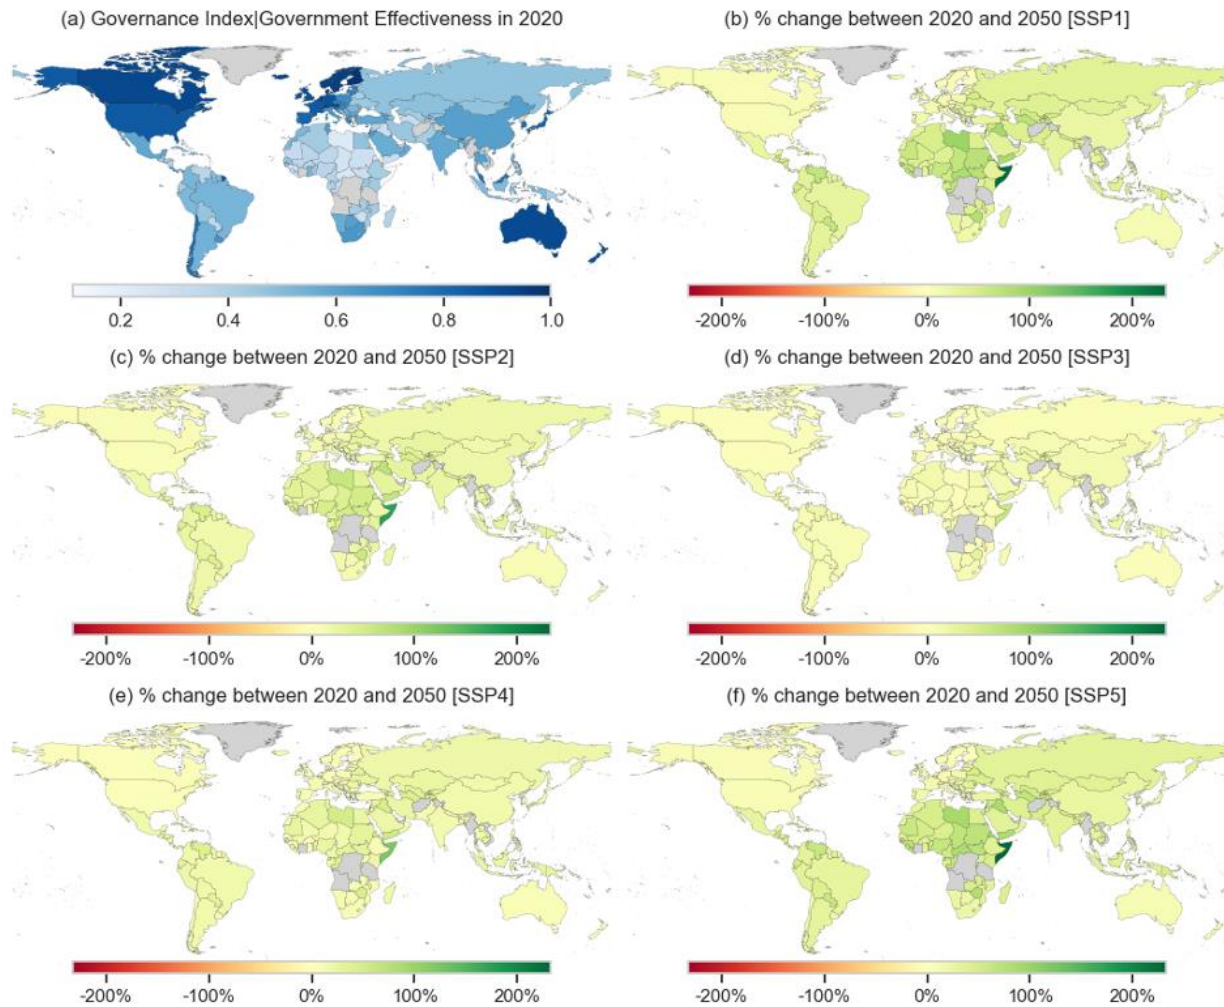 (a) Governance Index|Government Effectiveness in 2020
(b) % change between 2020 and 2050 [SSP1]
0.2 0.4 0.6 0.8 1.0
-200% -100% 0% 100% 200%
(c) % change between 2020 and 2050 [SSP2]
(d) % change between 2020 and 2050 [SSP3]
-200% -100% 0% 100% 200%
-200% -100% 0% 100% 200%
(e) % change between 2020 and 2050 [SSP4]
(f) % change between 2020 and 2050 [SSP5]
-200% -100% 0% 100% 200%
-200% -100% 0% 100% 200%